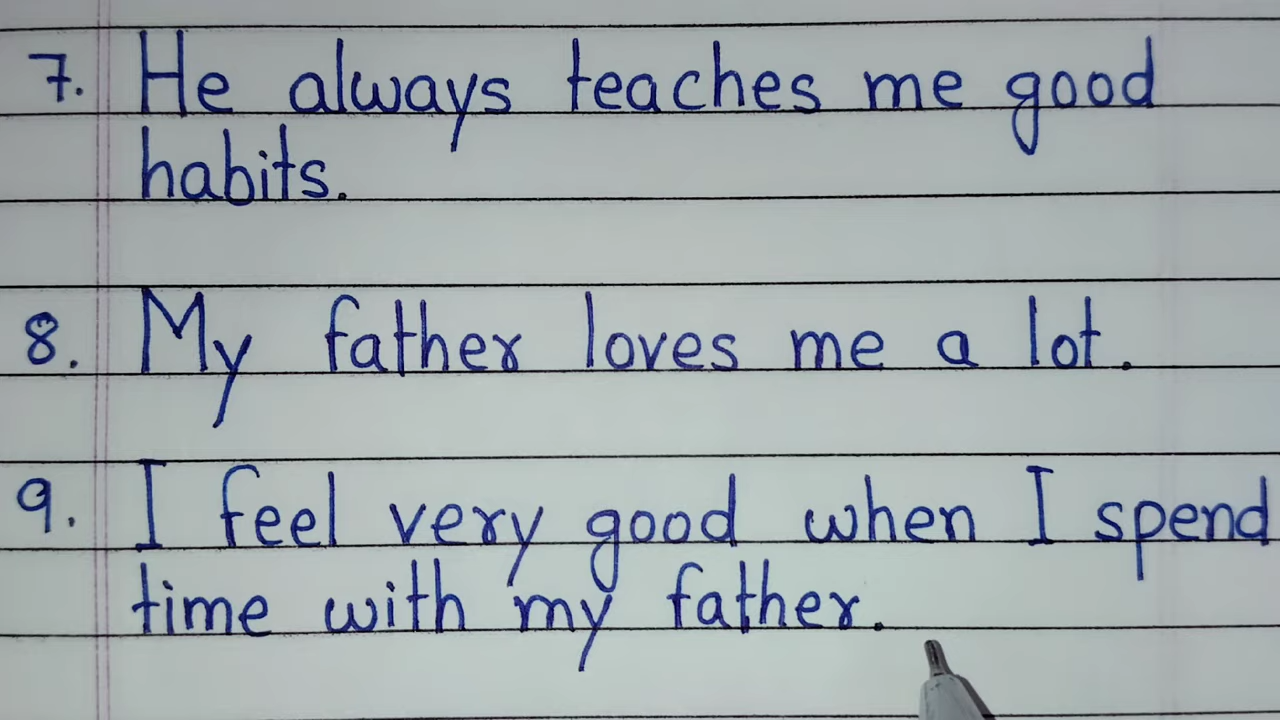 7. He always teaches me good
habits.
8. My father loves me a lot.
9. I feel very good when I spend
time with my father.